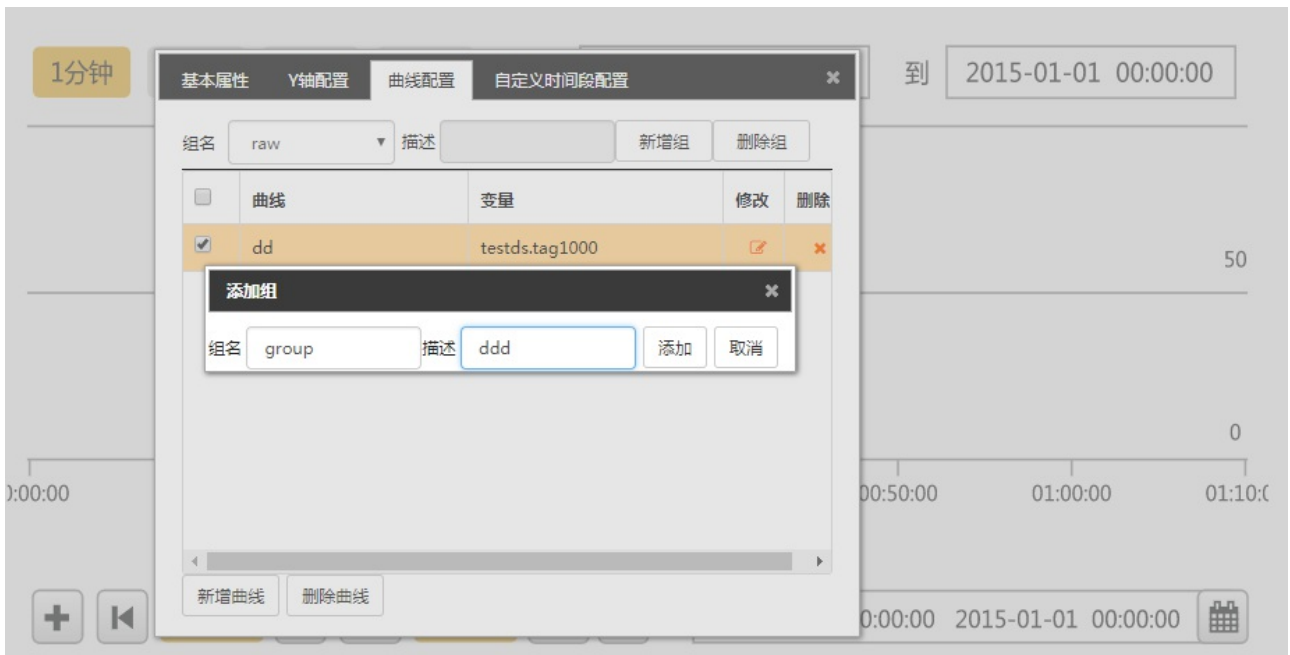 1分钟
基本属性 Y轴配置 曲线配置 自定义时间段配置
到 2015-01-01 00:00:00
组名 raw 描述 新增组 删除组
曲线 变量 修改 删除
dd testds.tag1000
50
添加组
组名 group 描述 ddd 添加 取消
0
00:50:00 01:00:00
新增曲线 删除曲线
2015-01-01 00:00:00